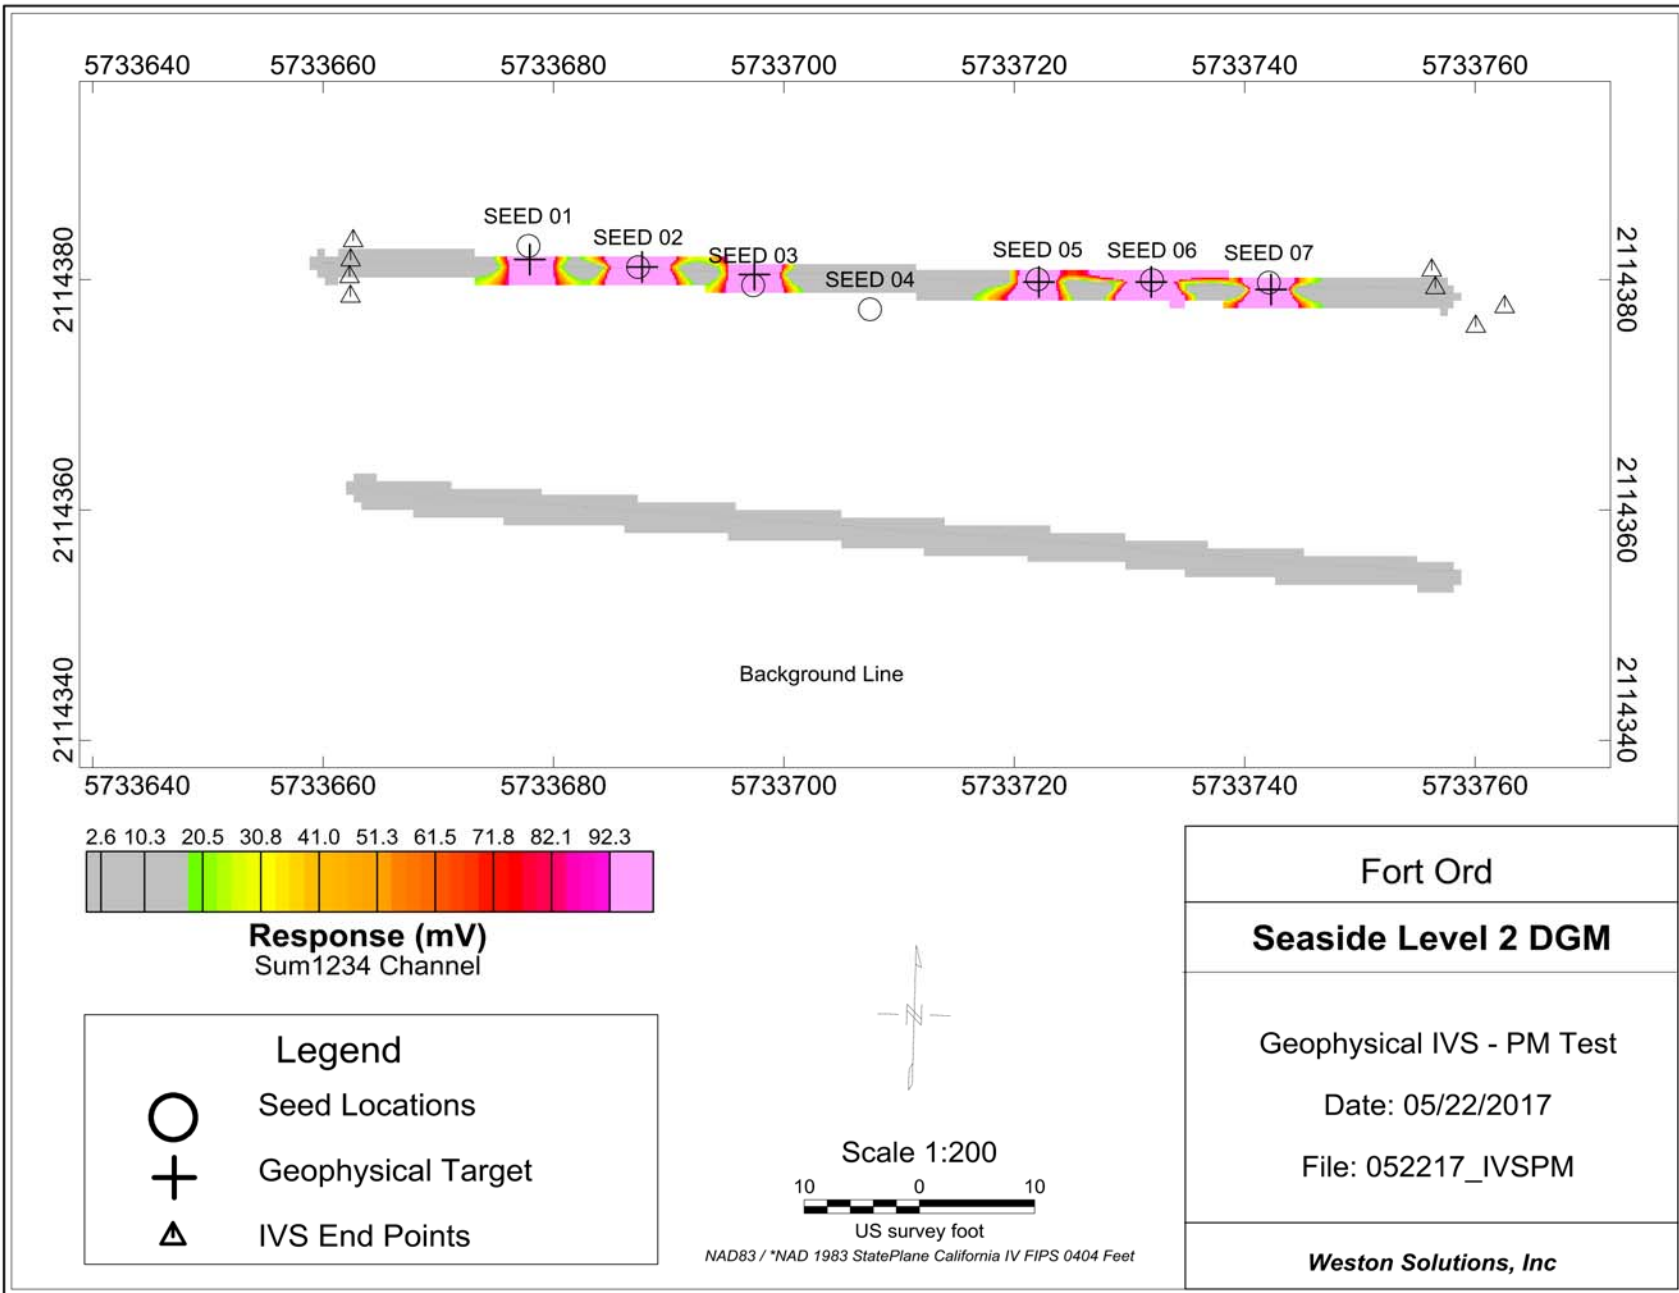 5733640 5733660 5733680 5733700 5733720 5733740 5733760
SEED 01
SEED 02
SEED 03
SEED 04
SEED 05
SEED 06
SEED 07
2114380
2114380
2114360
2114360
2114340
2114340
Background Line
5733640 5733660 5733680 5733700 5733720 5733740 5733760
2.6 10.3 20.5 30.8 41.0 51.3 61.5 71.8 82.1 92.3
Response (mV)
Sum1234 Channel
Legend
Seed Locations
Geophysical Target
IVS End Points
N
Scale 1:200
10 0 10
US survey foot
NAD83 / *NAD 1983 StatePlane California IV FIPS 0404 Feet
Fort Ord
Seaside Level 2 DGM
Geophysical IVS - PM Test
Date: 05/22/2017
File: 052217_IVSPM
Weston Solutions, Inc